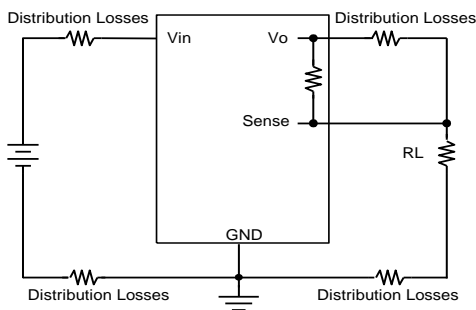 Distribution Losses
Distribution Losses
Vin
Vo
Sense
RL
GND
Distribution Losses
Distribution Losses